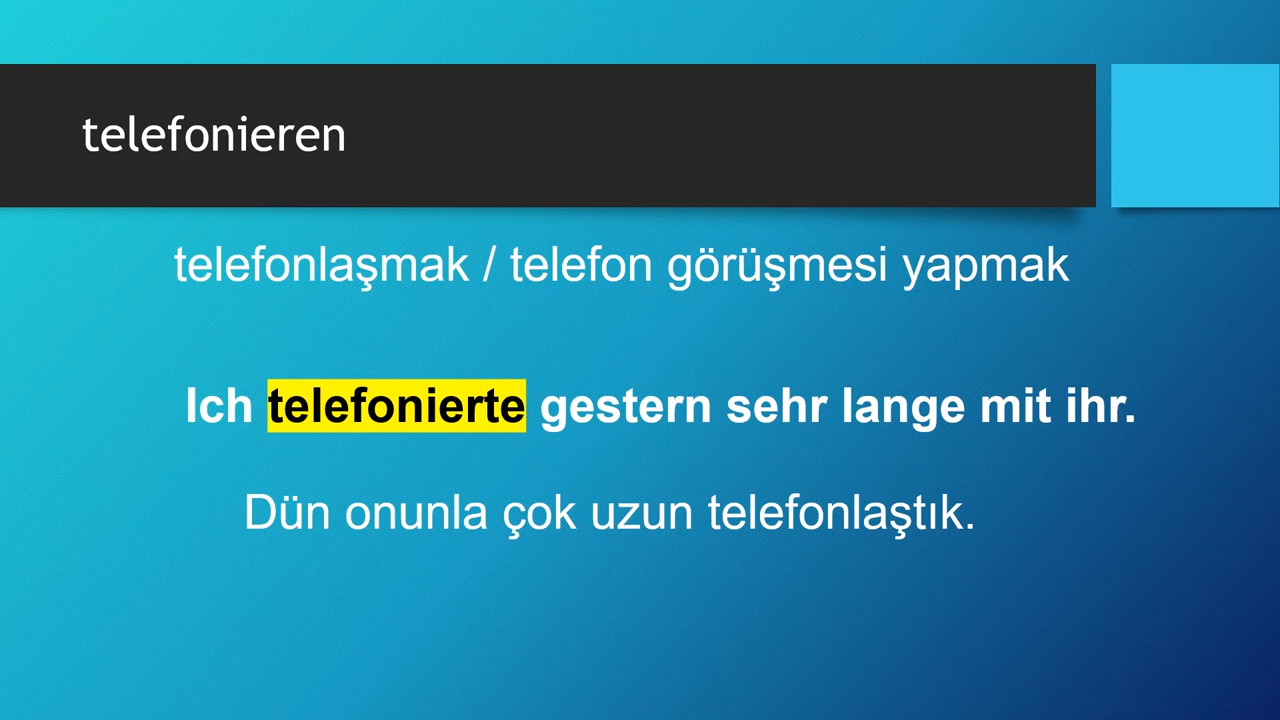 telefonieren
telefonlaşmak / telefon görüşmesi yapmak
Ich telefonierte gestern sehr lange mit ihr.
Dün onunla çok uzun telefonlaştık.